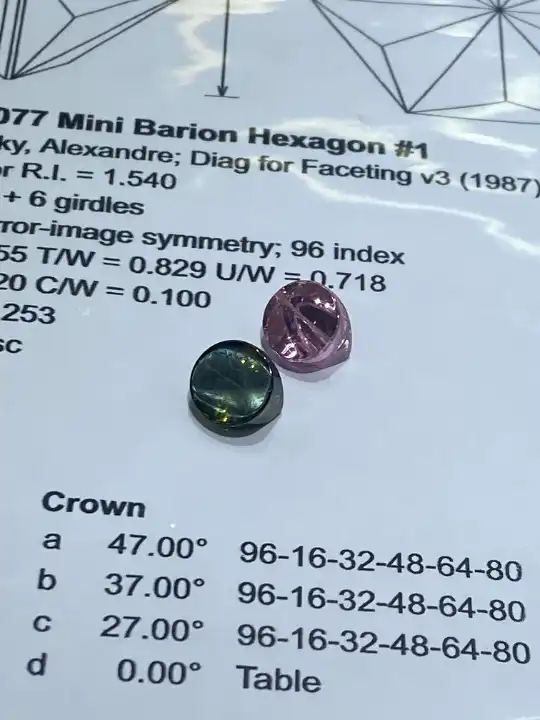 077 Mini Barion Hexagon #1
ky, Alexandre; Diag for Faceting v3 (1987)
or R.I. = 1.540
+ 6 girdles
ror-image symmetry; 96 index
55 T/W = 0.829 U/W = 0.718
20 C/W = 0.100
253
sc
Crown
a 47.00° 96-16-32-48-64-80
b 37.00° 96-16-32-48-64-80
c 27.00° 96-16-32-48-64-80
d 0.00° Table